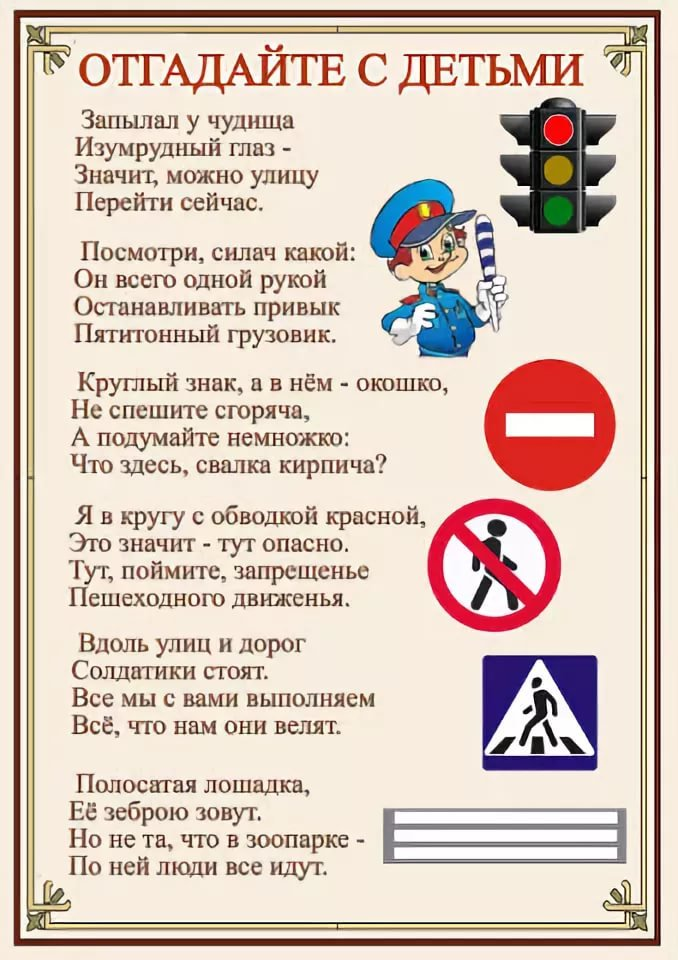 ОТГАДАЙТЕ С ДЕТЬМИ
Запылал у чудища
Изумрудный глаз -
Значит, можно улицу
Перейти сейчас.
Посмотри, силач какой:
Он всего одной рукой
Останавливать привык
Пятитонный грузовик.
Круглый знак, а в нём - окошко,
Не спешите сгоряча,
А подумайте немножко:
Что здесь, свалка кирпича?
Я в кругу с обводкой красной,
Это значит - тут опасно.
Тут, поймите, запрещенье
Пешеходного движенья.
Вдоль улиц и дорог
Солдатики стоят.
Все мы с вами выполняем
Всё, что нам они велят.
Полосатая лошадка,
Её зеброю зовут.
Но не та, что в зоопарке -
По ней люди все идут.